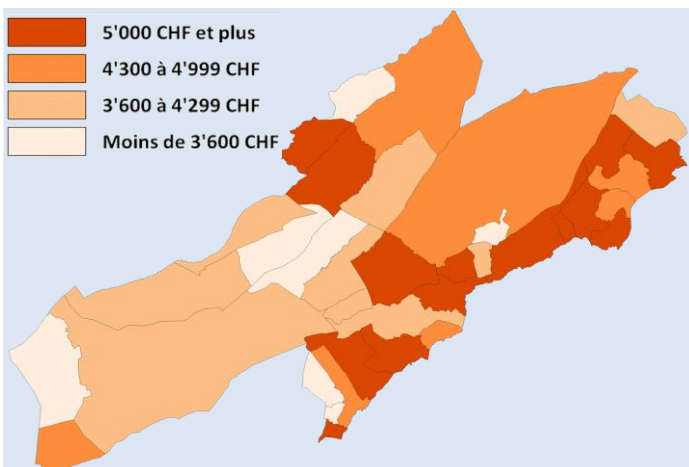 5'000 CHF et plus
4'300 à 4'999 CHF
3'600 à 4'299 CHF
Moins de 3'600 CHF